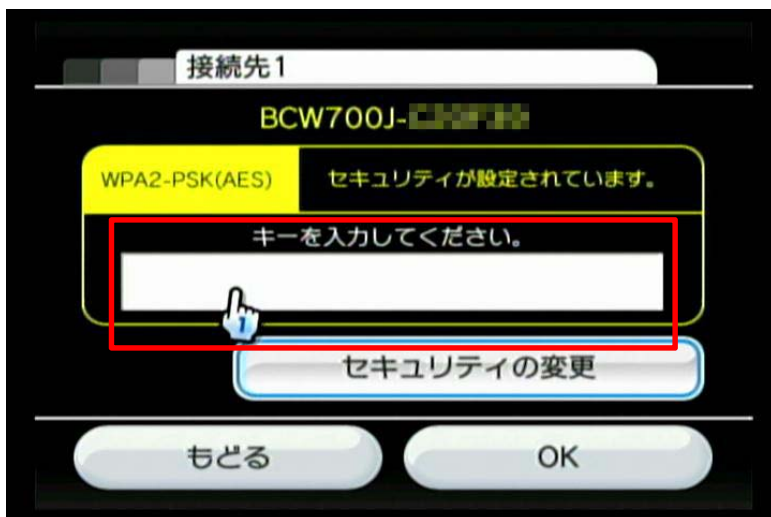 接続先1
BCW700J-
WPA2-PSK(AES)
セキュリティが設定されています。
キーを入力してください。
1
セキュリティの変更
もどる
OK